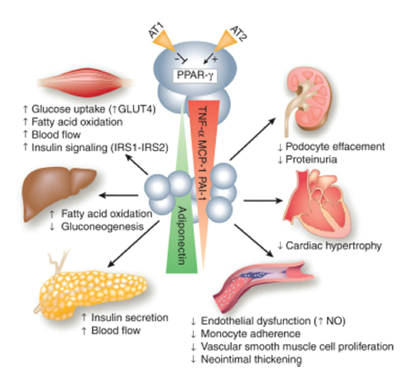 AT1
AT2
- +
PPAR-γ
↑ Glucose uptake (↑GLUT4)
↑ Fatty acid oxidation
↑ Blood flow
↑ Insulin signaling (IRS1-IRS2)
TNF-α MCP-1 PAI-1
Adiponectin
↓ Podocyte effacement
↓ Proteinuria
↑ Fatty acid oxidation
↓ Gluconeogenesis
↓ Cardiac hypertrophy
↑ Insulin secretion
↑ Blood flow
↓ Endothelial dysfunction (↑ NO)
↓ Monocyte adherence
↓ Vascular smooth muscle cell proliferation
↓ Neointimal thickening